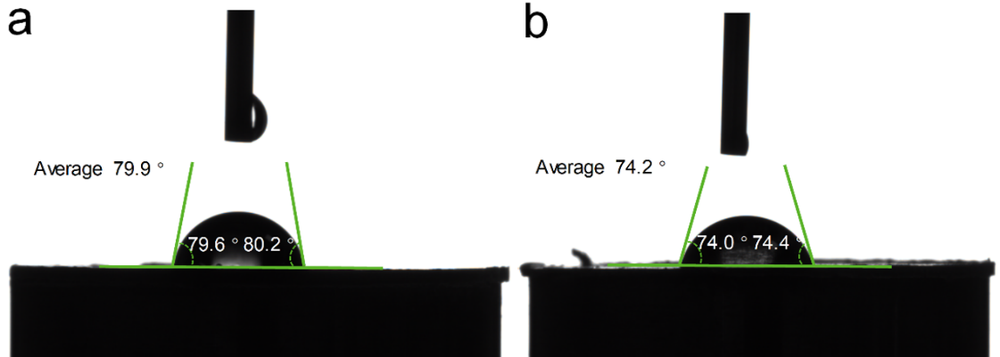 a
b
Average 79.9 °
Average 74.2 °
79.6 ° 80.2 °
74.0 ° 74.4 °